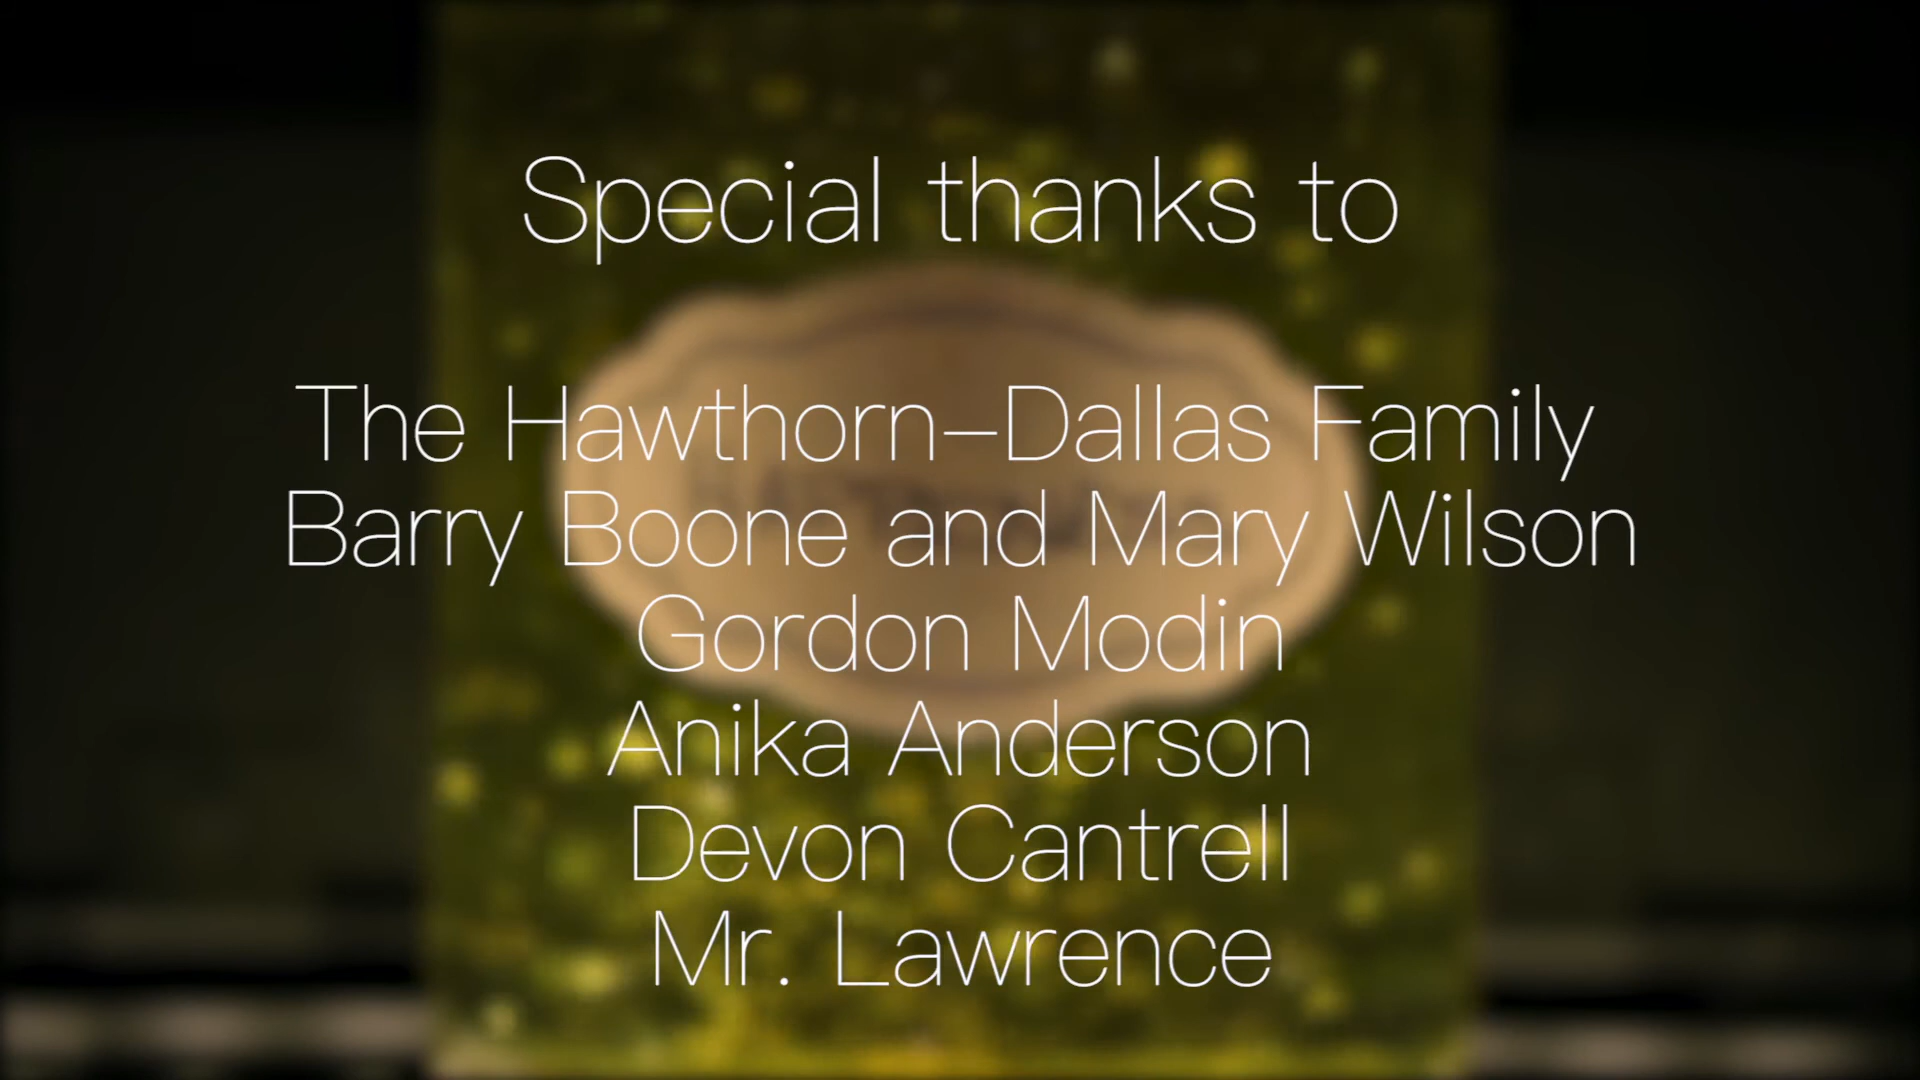 Special thanks to
The Hawthorn–Dallas Family
Barry Boone and Mary Wilson
Gordon Modin
Anika Anderson
Devon Cantrell
Mr. Lawrence